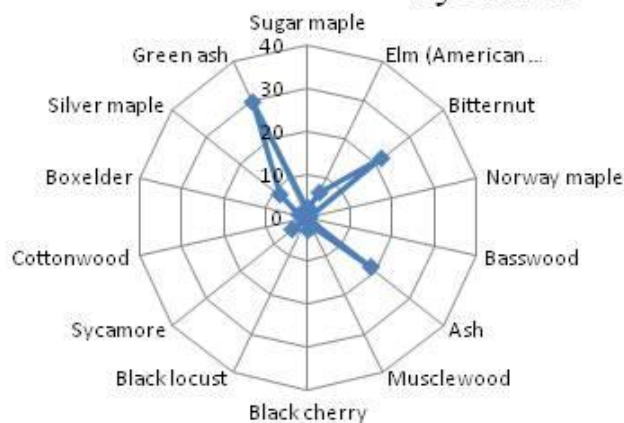 Sugar maple
40
Green ash
Elm (American ...
30
Silver maple
Bitternut
20
Boxelder
10
Norway maple
0
Cottonwood
Basswood
Sycamore
Ash
Black locust
Musclewood
Black cherry